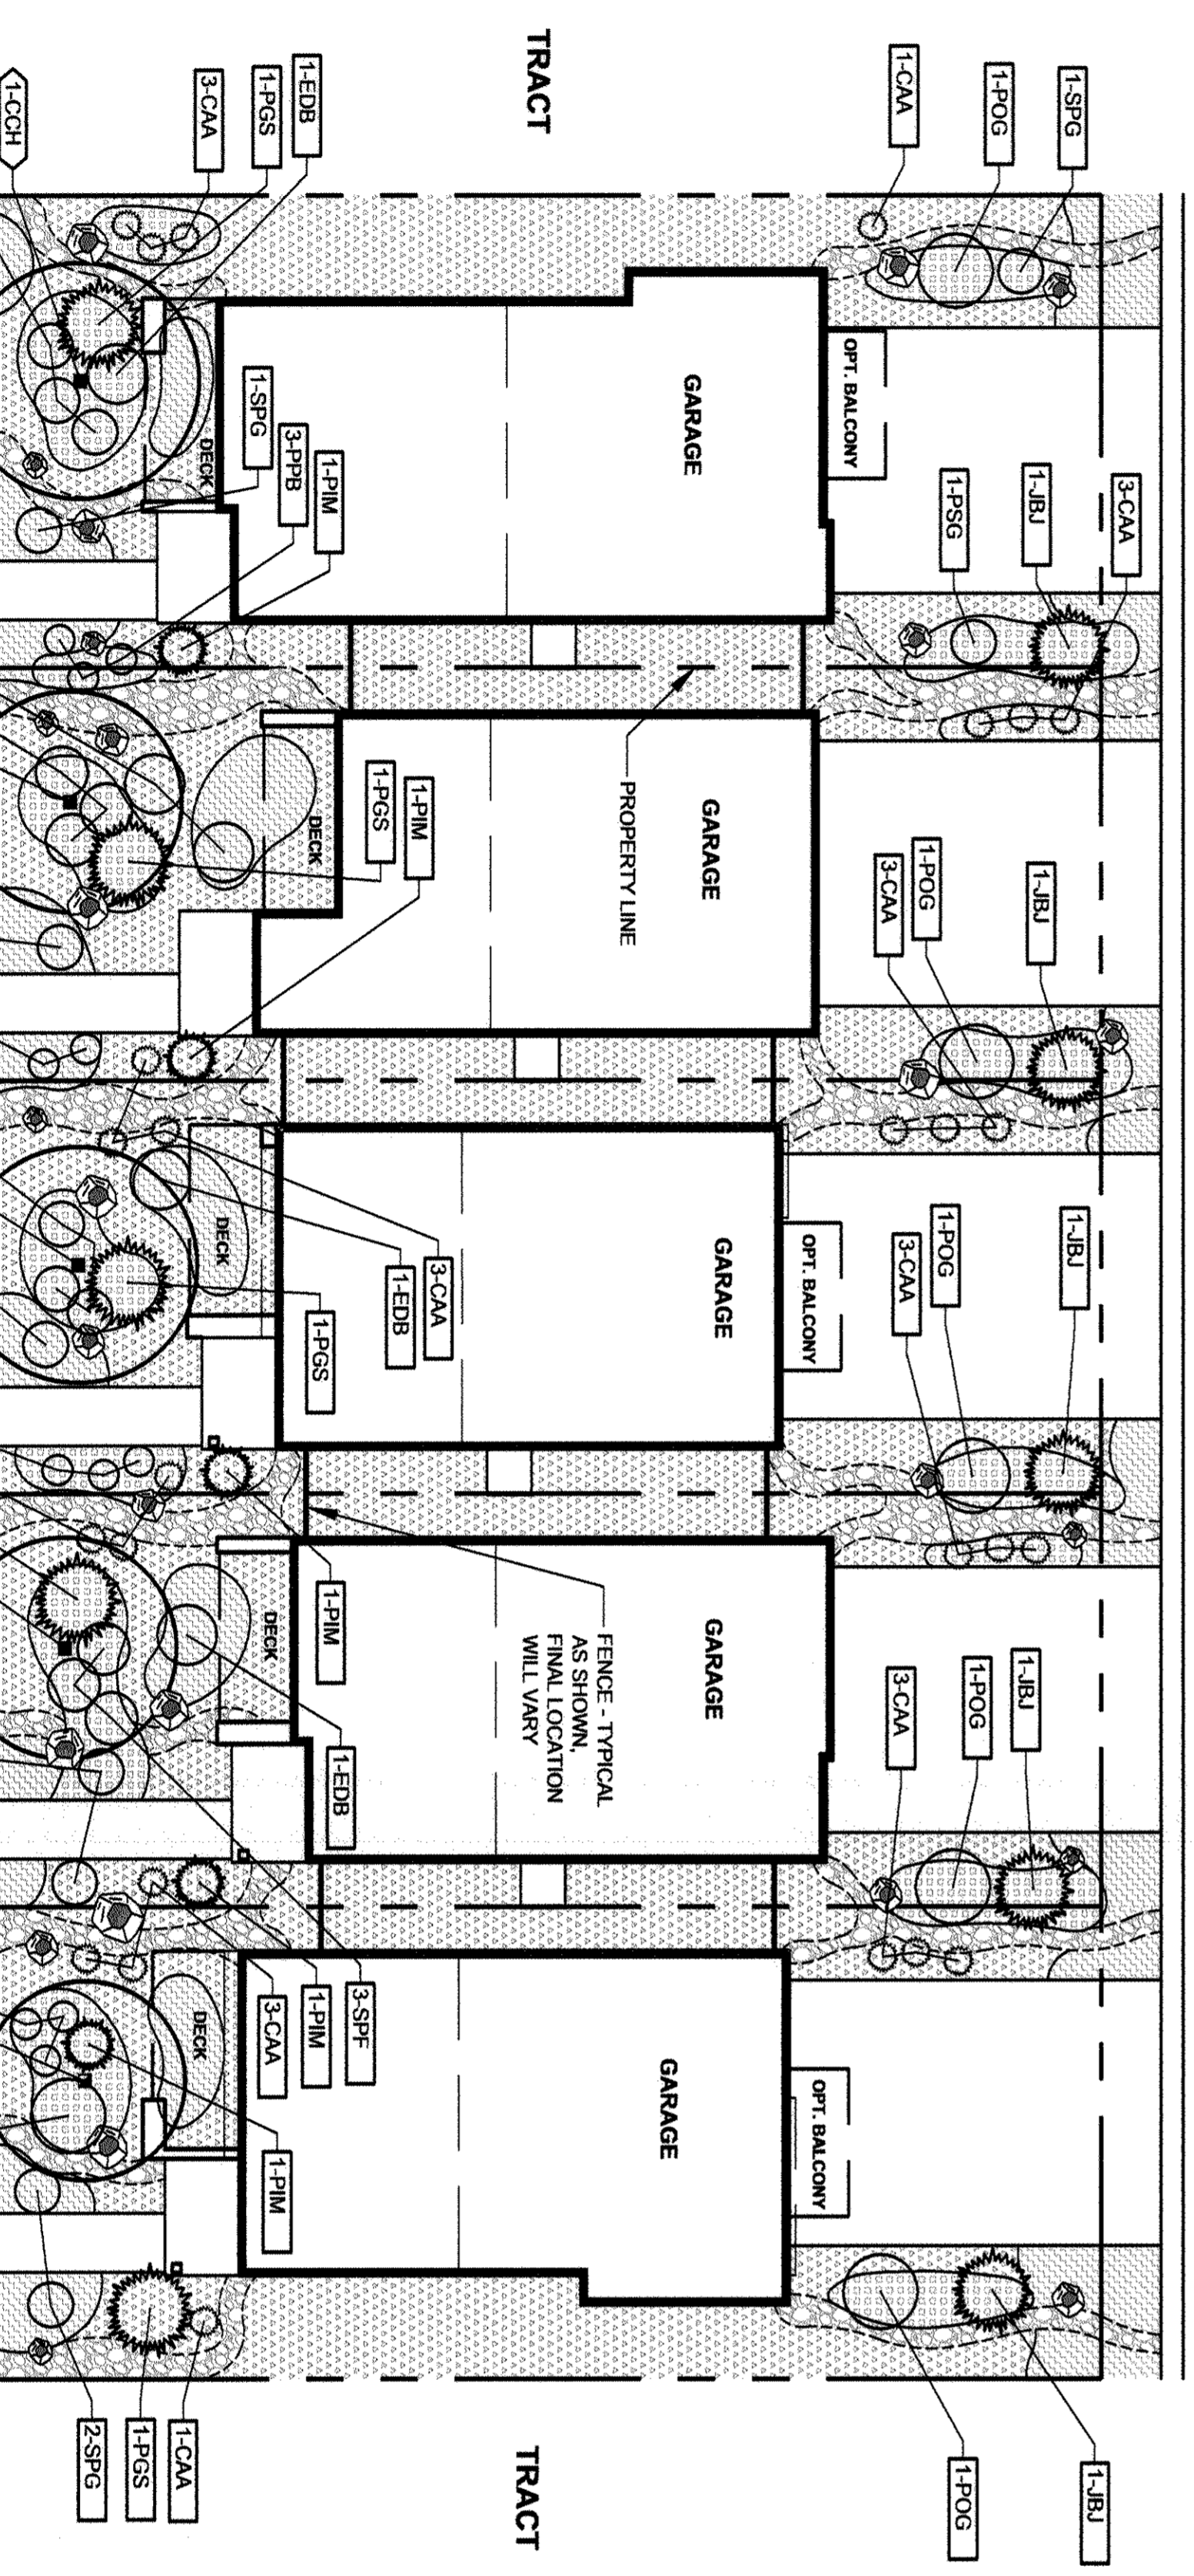 TRACT
1-CAA
1-POG
1-SPG
1-EDB
1-PGS
3-CAA
1-CCH
OPT. BALCONY
GARAGE
DECK
1-SPG
3-PPB
1-PIM
1-PSG
1-JBJ
3-CAA
PROPERTY LINE
GARAGE
DECK
1-PGS
1-PIM
1-POG
3-CAA
1-JBJ
OPT. BALCONY
GARAGE
DECK
3-CAA
1-EDB
1-PGS
1-JBJ
1-POG
3-CAA
GARAGE
DECK
1-PIM
1-EDB
FENCE - TYPICAL
AS SHOWN,
FINAL LOCATION
WILL VARY
1-JBJ
1-POG
3-CAA
OPT. BALCONY
GARAGE
DECK
3-SPF
1-PIM
3-CAA
1-PIM
1-JBJ
1-POG
TRACT
1-CAA
1-PGS
2-SPG